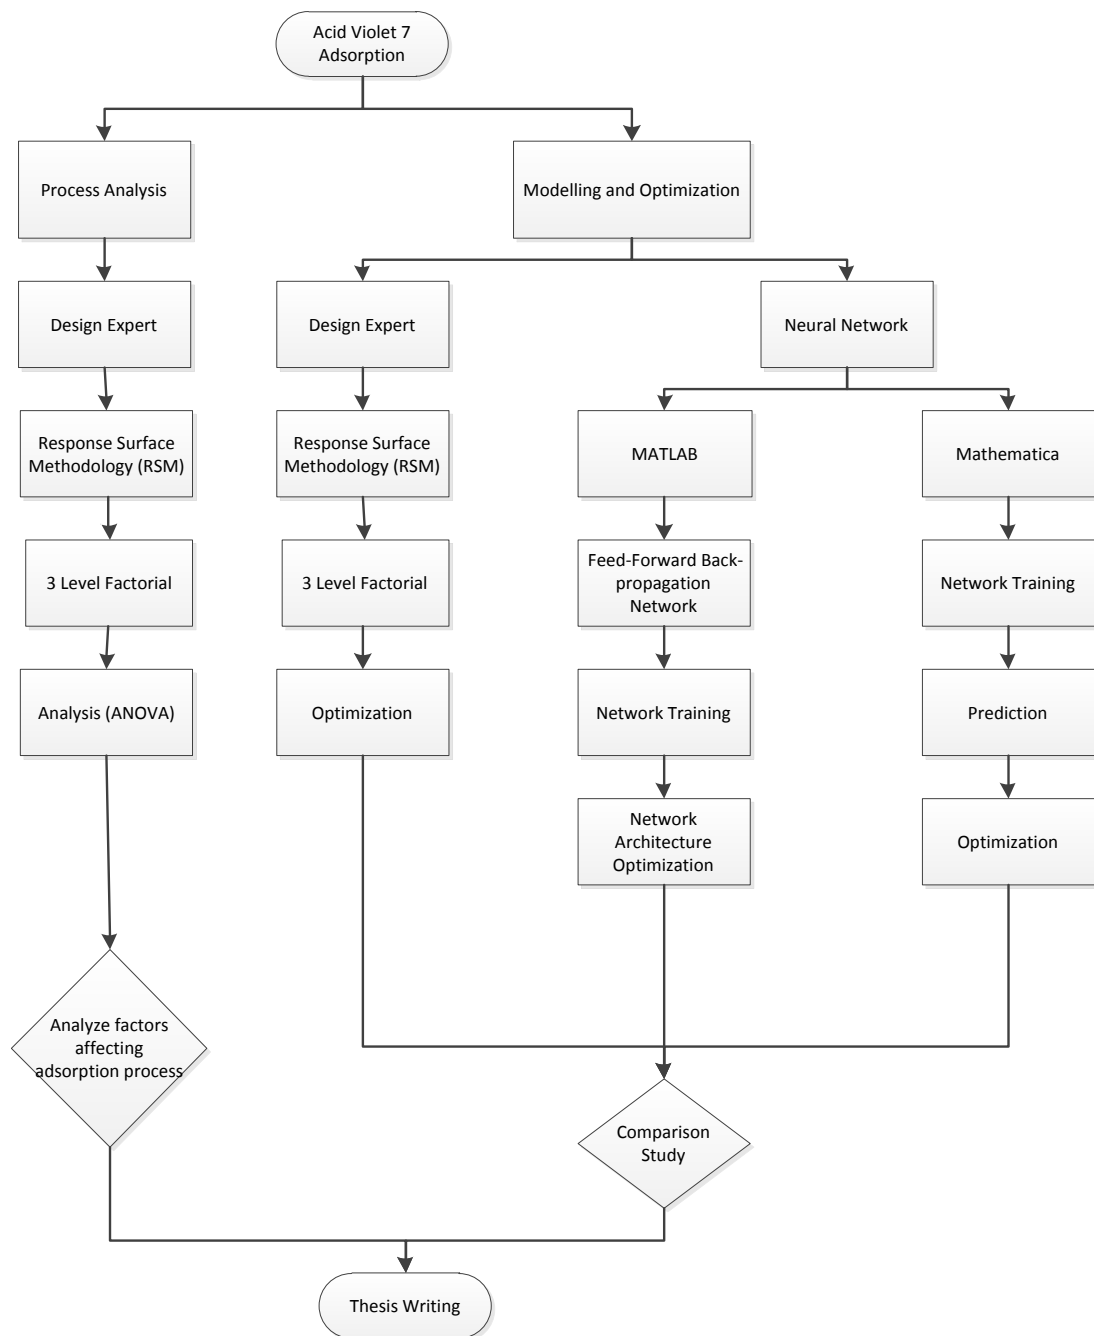 Acid Violet 7
Adsorption
Process Analysis
Modelling and Optimization
Design Expert
Design Expert
Neural Network
Response Surface
Methodology (RSM)
Response Surface
Methodology (RSM)
MATLAB
Mathematica
3 Level Factorial
3 Level Factorial
Feed-Forward Back-
propagation
Network
Network Training
Analysis (ANOVA)
Optimization
Network Training
Prediction
Network
Architecture
Optimization
Optimization
Analyze factors
affecting
adsorption process
Comparison
Study
Thesis Writing